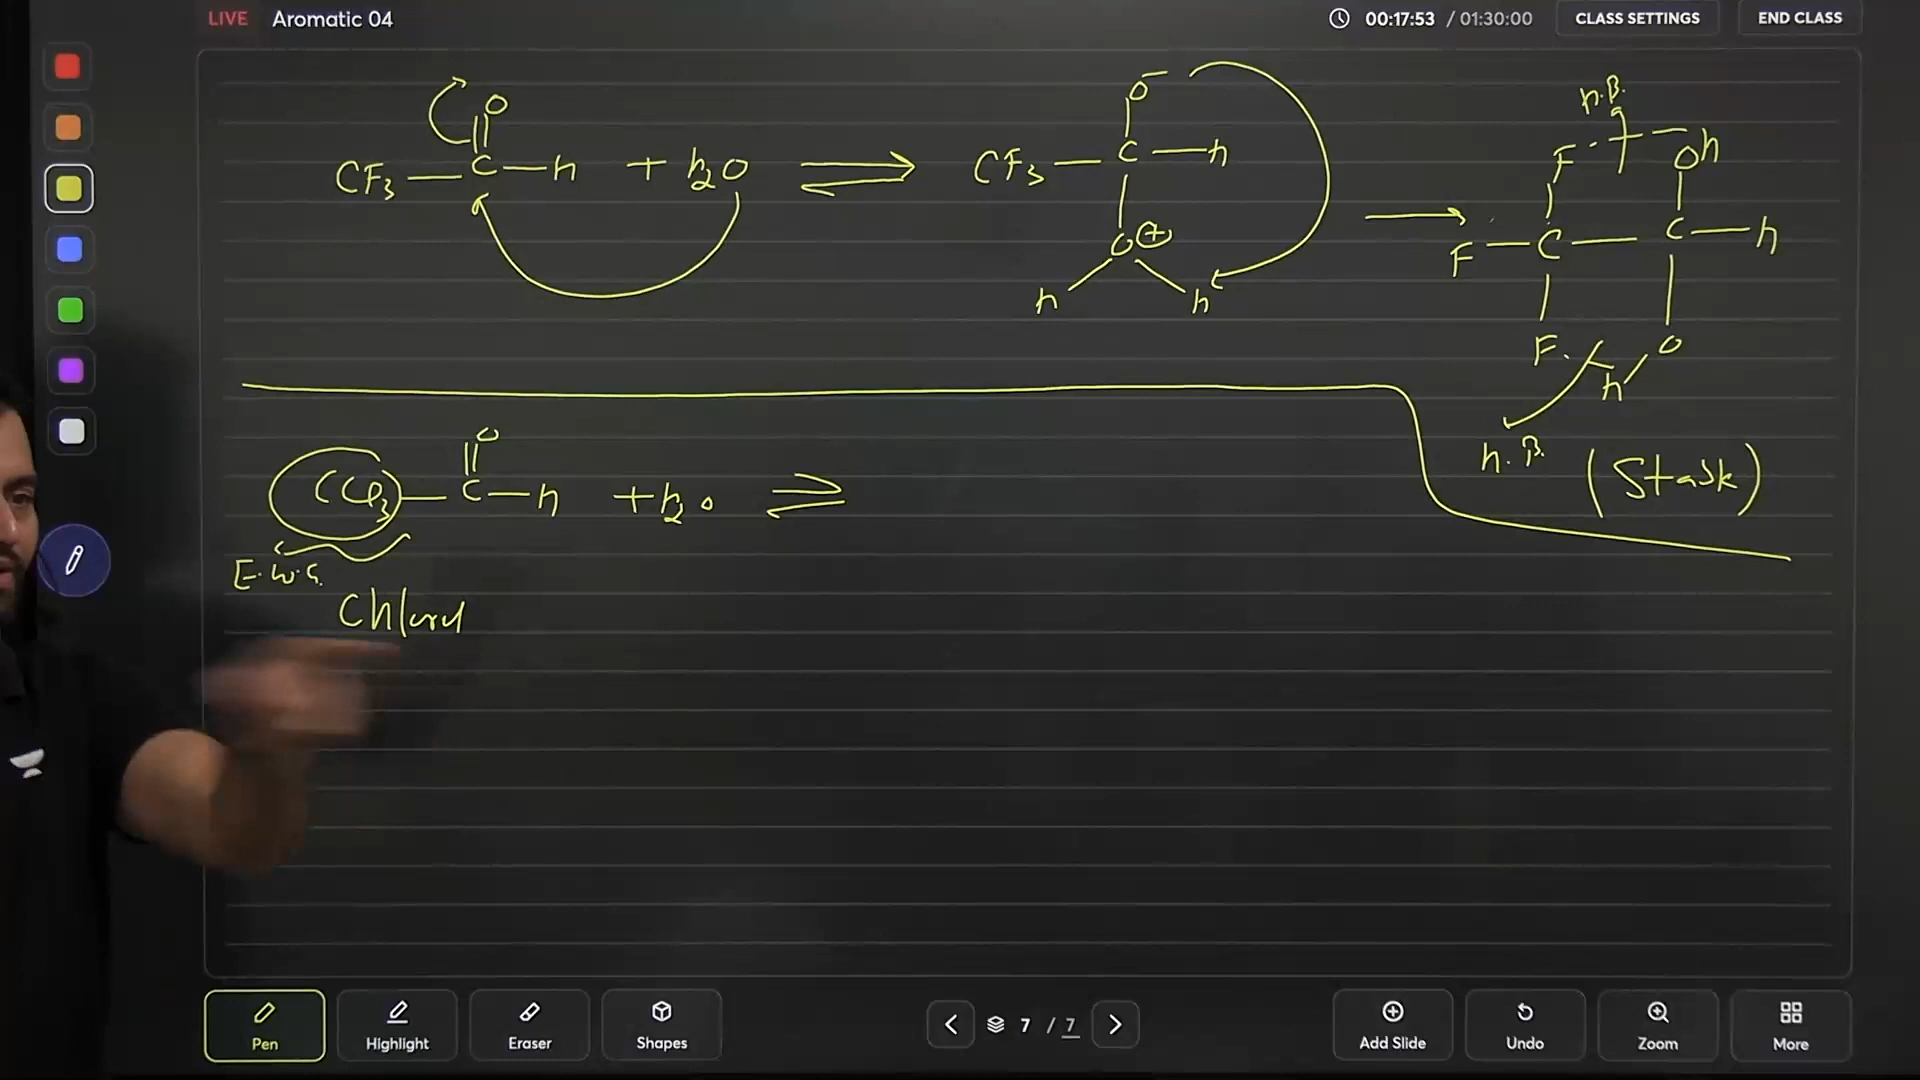 LIVE Aromatic 04 00:17:53 / 01:30:00 CLASS SETTINGS END CLASS
CF3 — C — H + H2O ⇌ CF3 — C — H → F — C — C — H
O
O−
O⊕
H H
H.B.
F OH
F O
H
H.B.
(Stable)
CCl3 — C — H + H2O ⇌
O
E.W.G.
Chloral
Pen Highlight Eraser Shapes 7 / 7 Add Slide Undo Zoom More